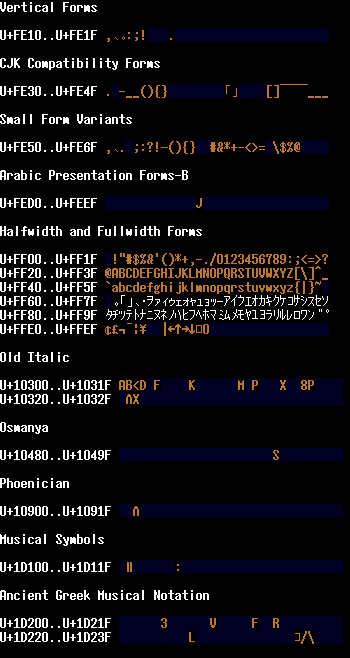 Vertical Forms
U+FE10..U+FE1F ,、。:;! .
CJK Compatibility Forms
U+FE30..U+FE4F . -__(){} 「」 []‾‾‾‾___
Small Form Variants
U+FE50..U+FE6F ,、. ;:?!-(){} #&*+-<>= \$%@
Arabic Presentation Forms-B
U+FED0..U+FEEF J
Halfwidth and Fullwidth Forms
U+FF00..U+FF1F !"#$%&'()*+,-./0123456789:;<=>?
U+FF20..U+FF3F @ABCDEFGHIJKLMNOPQRSTUVWXYZ[\]^_
U+FF40..U+FF5F `abcdefghijklmnopqrstuvwxyz{|}~
U+FF60..U+FF7F 。「」、・ヲァィゥェォャュョッーアイウエオカキクケコサシスセソ
U+FF80..U+FF9F タチツテトナニヌネノハヒフヘホマミムメモヤユヨラリルレロワン゛゜
U+FFE0..U+FFEF ¢£¬¯¦¥ |←↑→↓□O
Old Italic
U+10300..U+1031F AB<D F K M P X 8P
U+10320..U+1032F ΛX
Osmanya
U+10480..U+1049F S
Phoenician
U+10900..U+1091F Λ
Musical Symbols
U+1D100..U+1D11F ‖ :
Ancient Greek Musical Notation
U+1D200..U+1D21F 3 V F R
U+1D220..U+1D23F L コ/\